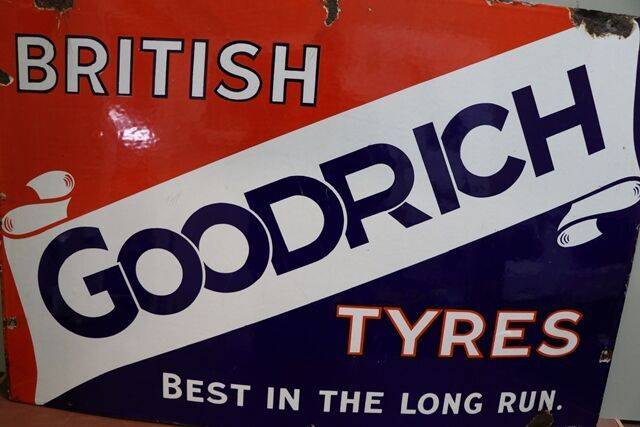 BRITISH
GOODRICH
TYRES
BEST IN THE LONG RUN.